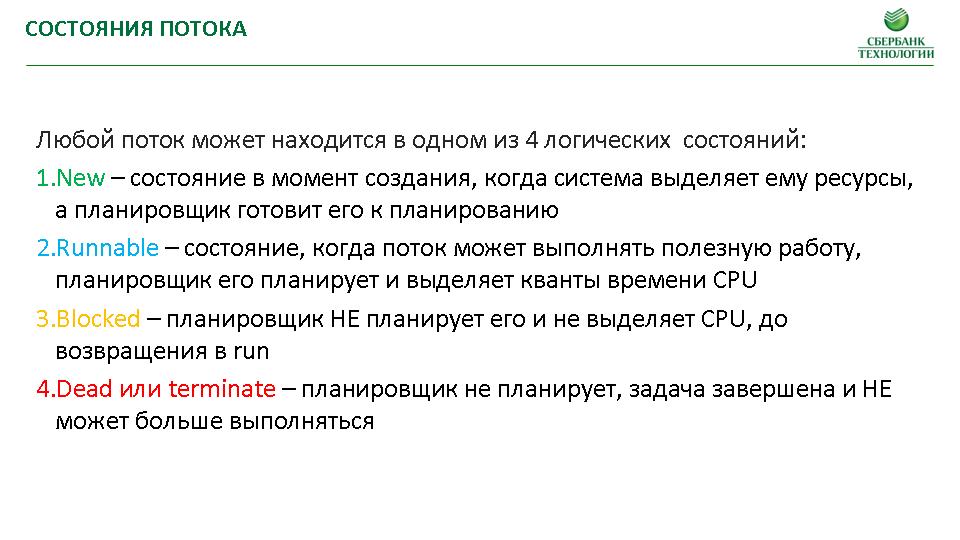 СОСТОЯНИЯ ПОТОКА
СБЕРБАНК
ТЕХНОЛОГИИ
Любой поток может находится в одном из 4 логических  состояний:
1.New – состояние в момент создания, когда система выделяет ему ресурсы,
а планировщик готовит его к планированию
2.Runnable – состояние, когда поток может выполнять полезную работу,
планировщик его планирует и выделяет кванты времени CPU
3.Blocked – планировщик НЕ планирует его и не выделяет CPU, до
возвращения в run
4.Dead или terminate – планировщик не планирует, задача завершена и НЕ
может больше выполняться